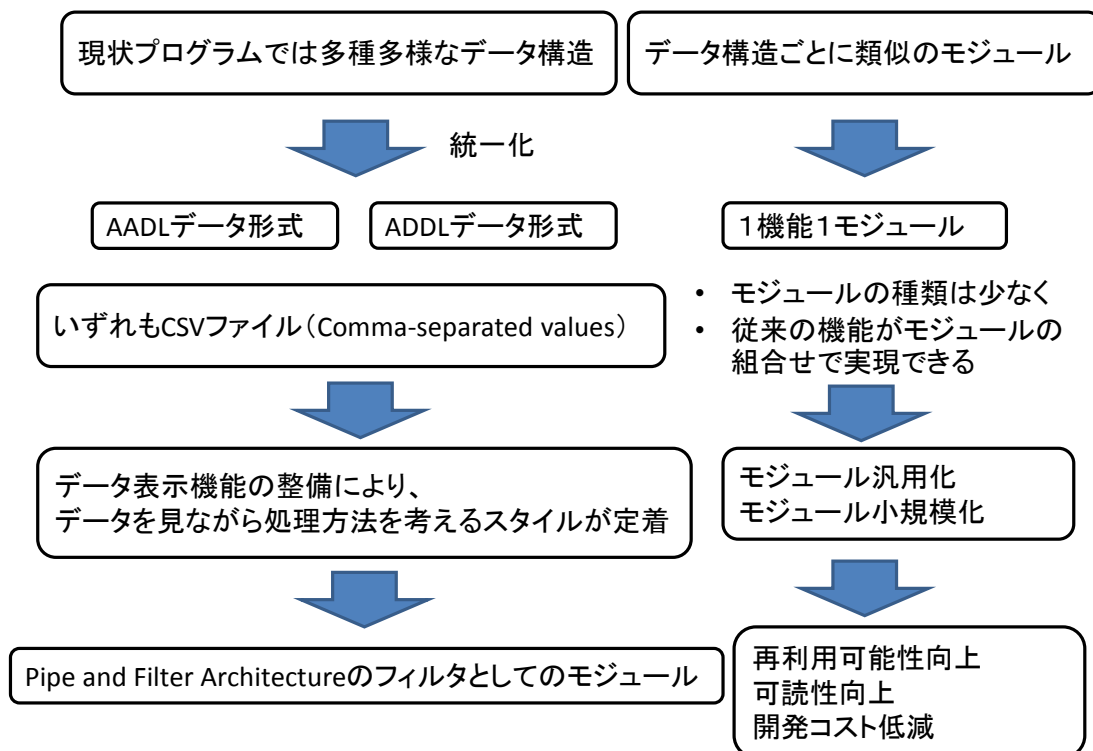 現状プログラムでは多種多様なデータ構造
データ構造ごとに類似のモジュール
統一化
AADLデータ形式
ADDLデータ形式
１機能１モジュール
いずれもCSVファイル（Comma-separated values）
• モジュールの種類は少なく
• 従来の機能がモジュールの
組合せで実現できる
データ表示機能の整備により、
データを見ながら処理方法を考えるスタイルが定着
モジュール汎用化
モジュール小規模化
Pipe and Filter Architectureのフィルタとしてのモジュール
再利用可能性向上
可読性向上
開発コスト低減